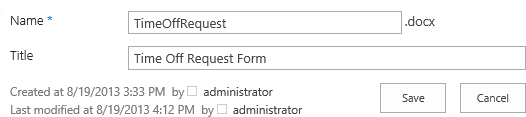 Name * TimeOffRequest .docx
Title Time Off Request Form
Created at 8/19/2013 3:33 PM by administrator
Last modified at 8/19/2013 4:12 PM by administrator
Save Cancel